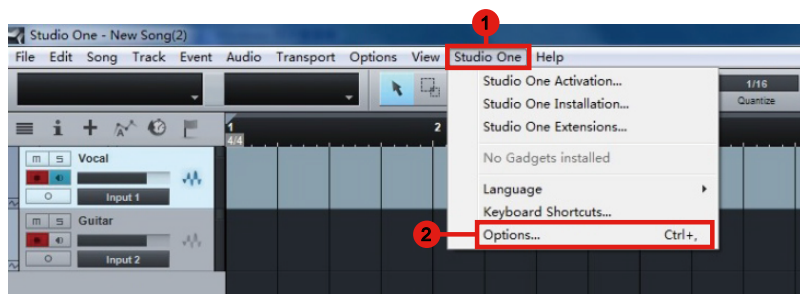 1
Studio One - New Song(2)
File Edit Song Track Event Audio Transport Options View Studio One Help
Studio One Activation...
1/16
Quantize
Studio One Installation...
Studio One Extensions...
1 2
4/4
No Gadgets installed
m S Vocal
Language
Input 1
Keyboard Shortcuts...
m S Guitar
2 Options... Ctrl+,
Input 2